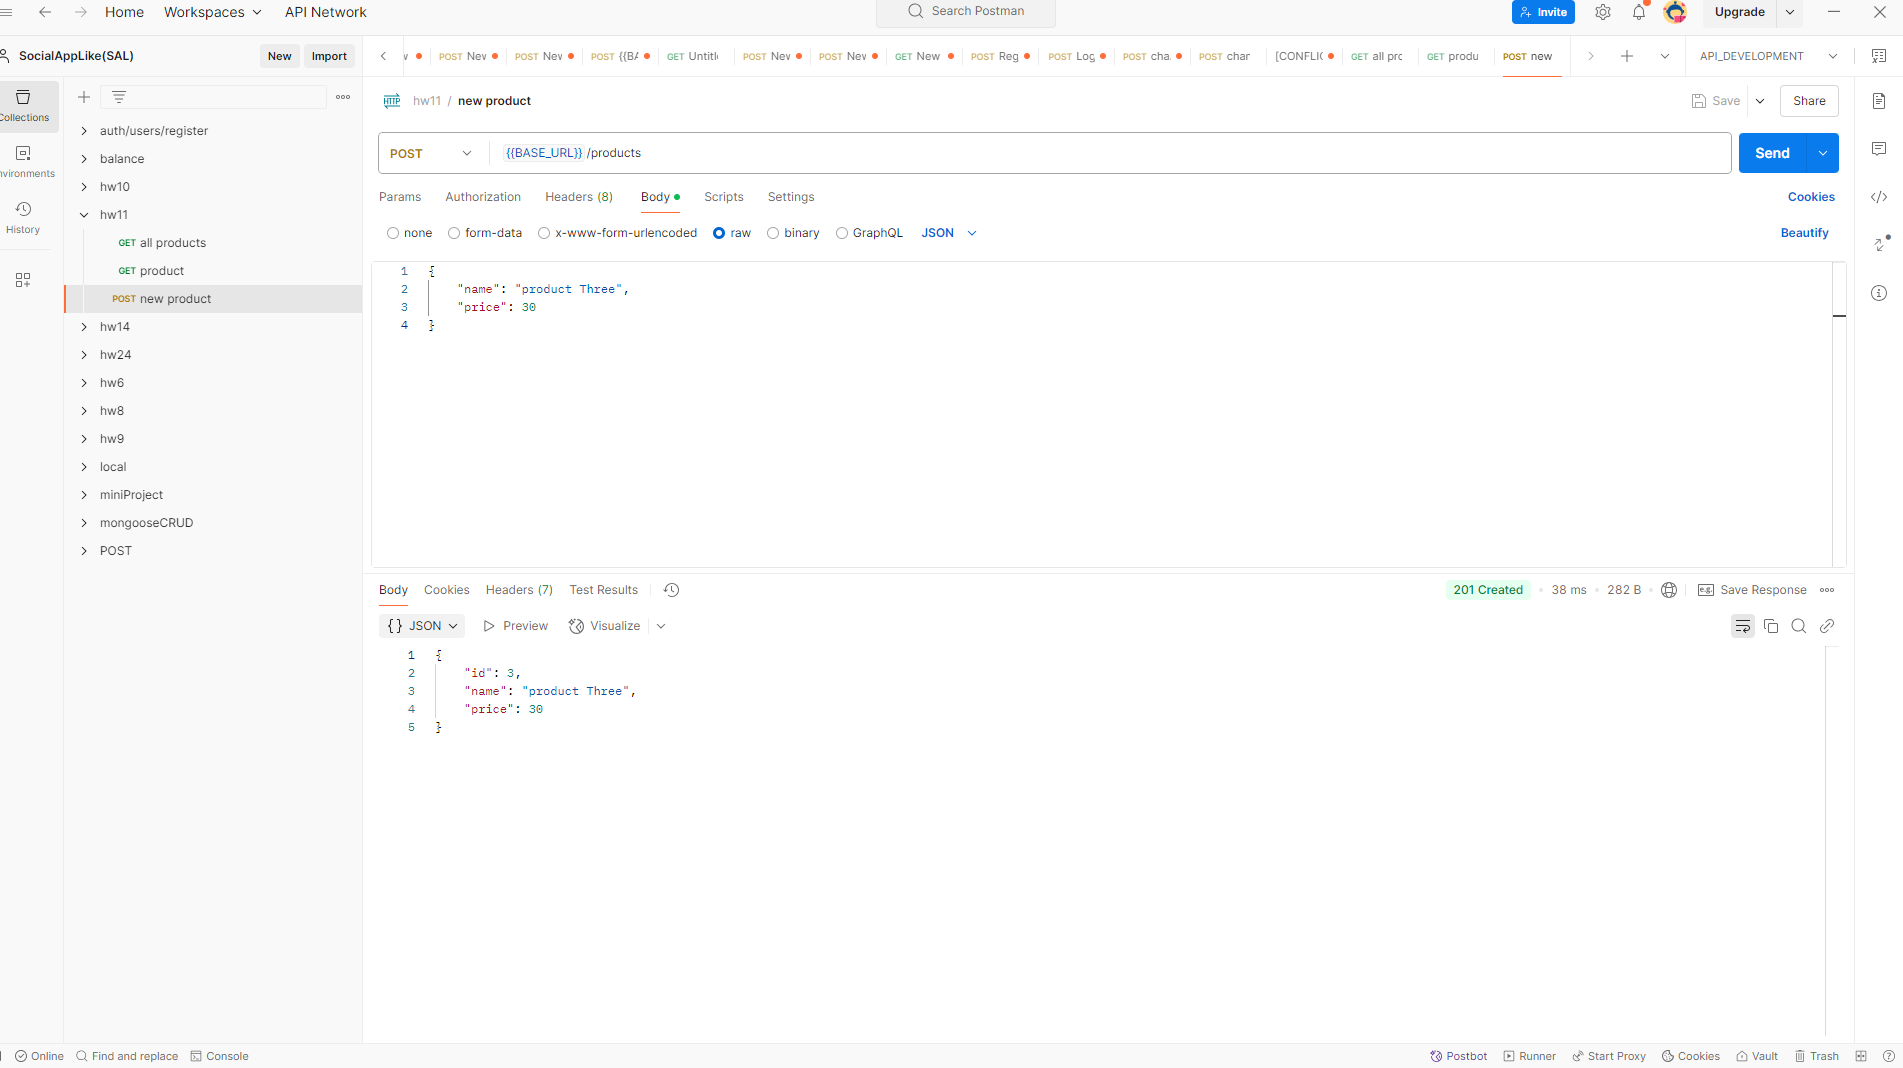 Home Workspaces API Network Search Postman Invite Upgrade
SocialAppLike(SAL) New Import
POST Nev POST Nev POST {{BA GET Untitl POST Nev POST Nev GET New POST Reg POST Log POST cha POST char [CONFLIC GET all pro GET produ POST new API_DEVELOPMENT
hw11 / new product Save Share
Collections
auth/users/register
balance
hw10
hw11
GET all products
GET product
POST new product
hw14
hw24
hw6
hw8
hw9
local
miniProject
mongooseCRUD
POST
nvironments
History
POST {{BASE_URL}} /products Send
Params Authorization Headers (8) Body Scripts Settings Cookies
none form-data x-www-form-urlencoded raw binary GraphQL JSON Beautify
1 {
2 "name": "product Three",
3 "price": 30
4 }
Body Cookies Headers (7) Test Results 201 Created • 38 ms • 282 B • Save Response
{} JSON Preview Visualize
1 {
2 "id": 3,
3 "name": "product Three",
4 "price": 30
5 }
Online Find and replace Console Postbot Runner Start Proxy Cookies Vault Trash